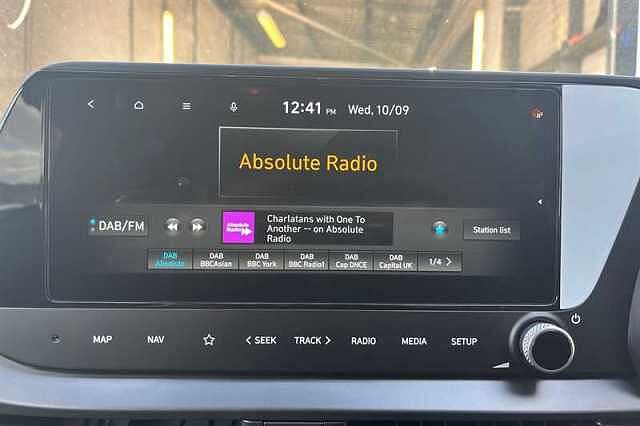 12:41 PM Wed, 10/09
Absolute Radio
DAB/FM
Absolute
Radio
Charlatans with One To
Another -- on Absolute
Radio
Station list
DAB
Absolute
DAB
BBCAsian
DAB
BBC York
DAB
BBC Radio1
DAB
Cap DNCE
DAB
Capital UK
1/4 >
MAP NAV < SEEK TRACK > RADIO MEDIA SETUP